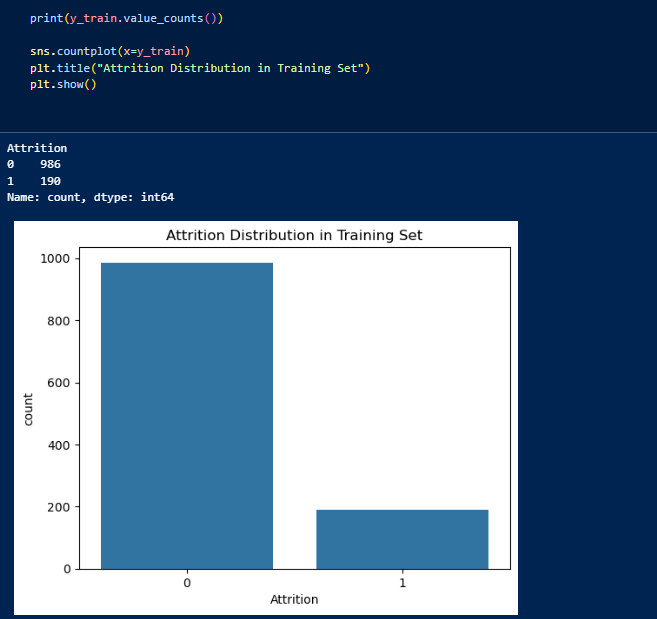 print(y_train.value_counts())
sns.countplot(x=y_train)
plt.title("Attrition Distribution in Training Set")
plt.show()
Attrition
0    986
1    190
Name: count, dtype: int64
Attrition Distribution in Training Set
1000
800
600
400
200
0
count
0 1
Attrition